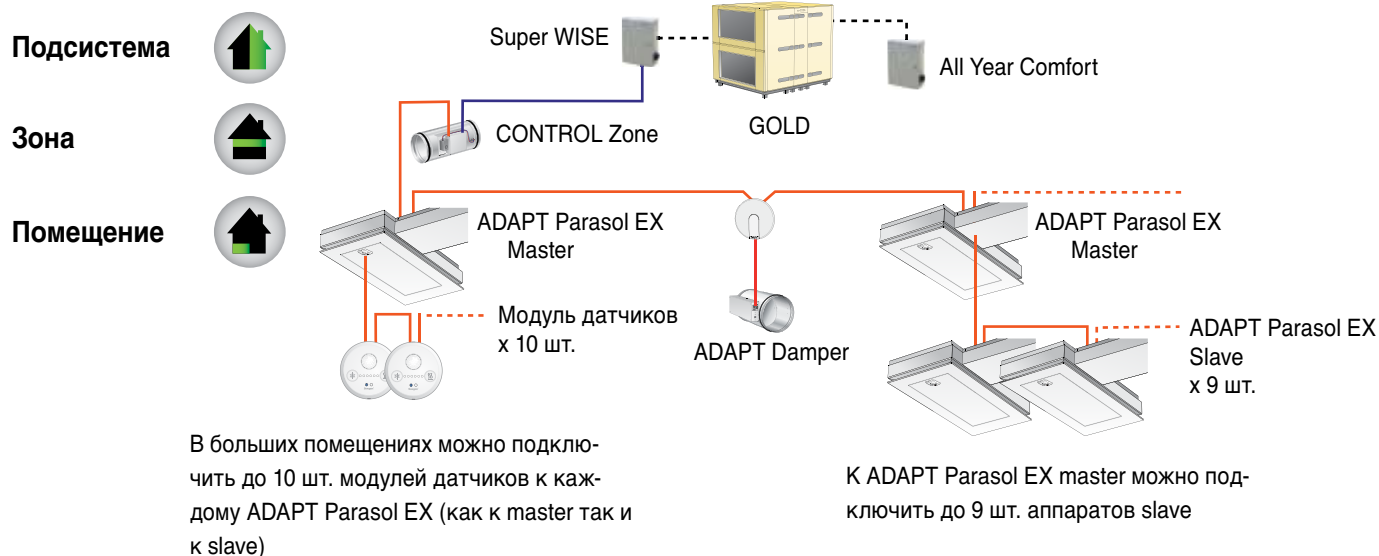 Подсистема
Super WISE
All Year Comfort
GOLD
Зона
CONTROL Zone
Помещение
ADAPT Parasol EX
Master
ADAPT Parasol EX
Master
Модуль датчиков
x 10 шт.
ADAPT Damper
ADAPT Parasol EX
Slave
x 9 шт.
В больших помещениях можно подклю-
чить до 10 шт. модулей датчиков к каж-
дому ADAPT Parasol EX (как к master так и
к slave)
К ADAPT Parasol EX master можно под-
ключить до 9 шт. аппаратов slave